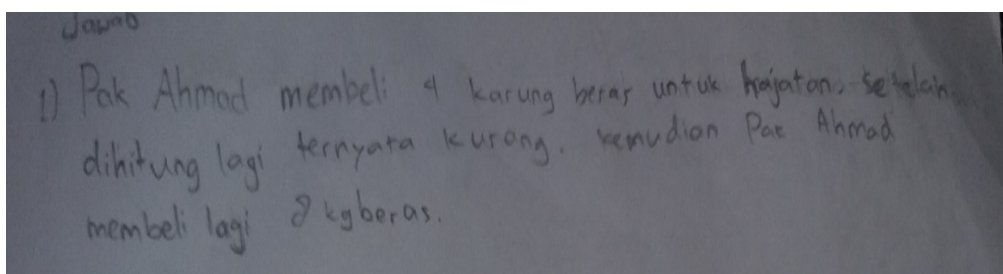 Jawab
1) Pak Ahmad membeli 4 karung beras untuk hajatan, setelah
dihitung lagi ternyata kurang. kemudian Pak Ahmad
membeli lagi 8 kg beras.